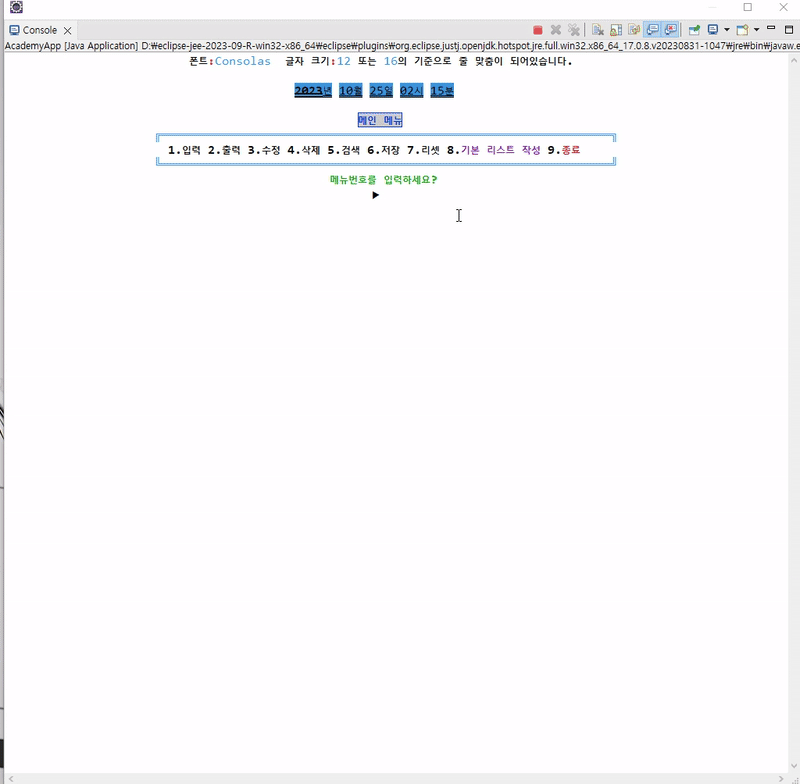 Console
AcademyApp [Java Application] D:₩eclipse-jee-2023-09-R-win32-x86_64₩eclipse₩plugins₩org.eclipse.justj.openjdk.hotspot.jre.full.win32.x86_64_17.0.8.v20230831-1047₩jre₩bin₩javaw.e
폰트:Consolas 글자 크기:12 또는 16의 기준으로 줄 맞춤이 되어있습니다.
2023년 10월 25일 02시 15분
메인 메뉴
1.입력 2.출력 3.수정 4.삭제 5.검색 6.저장 7.리셋 8.기본 리스트 작성 9.종료
메뉴번호를 입력하세요?
▶